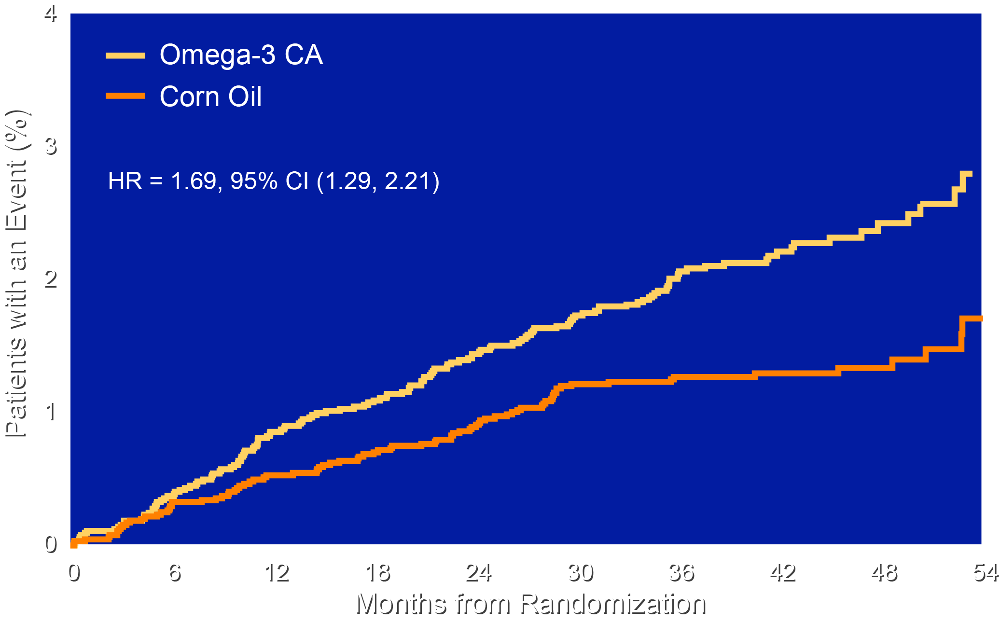 4
Omega-3 CA
Corn Oil
3
HR = 1.69, 95% CI (1.29, 2.21)
Patients with an Event (%)
2
1
0
0 6 12 18 24 30 36 42 48 54
Months from Randomization